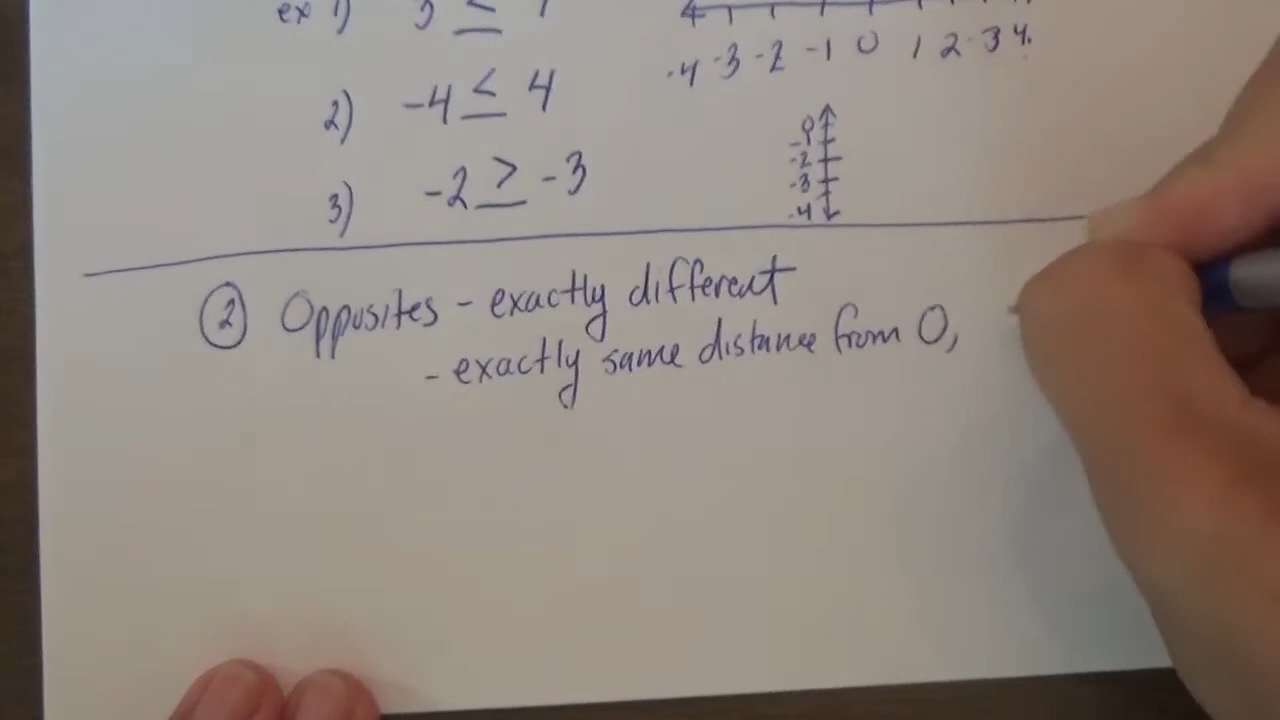 ex 1)
-4 -3 -2 -1 0 1 2 3 4
2) -4 ≤ 4
0
-2
-3
-4
3) -2 ≥ -3
② Opposites - exactly different
- exactly same distance from 0,